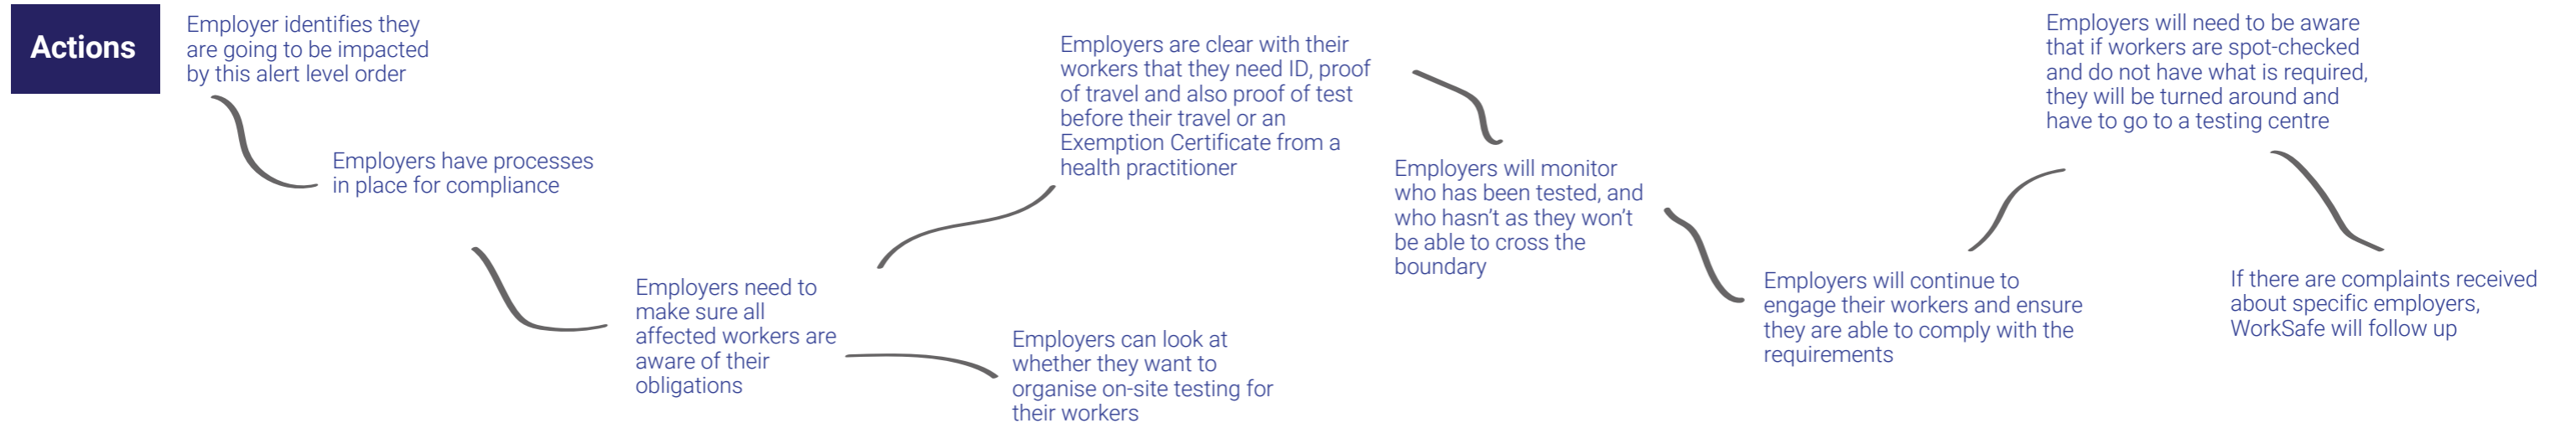 Actions
Employer identifies they
are going to be impacted
by this alert level order
Employers have processes
in place for compliance
Employers need to
make sure all
affected workers are
aware of their
obligations
Employers are clear with their
workers that they need ID, proof
of travel and also proof of test
before their travel or an
Exemption Certificate from a
health practitioner
Employers can look at
whether they want to
organise on-site testing for
their workers
Employers will monitor
who has been tested, and
who hasn’t as they won’t
be able to cross the
boundary
Employers will continue to
engage their workers and ensure
they are able to comply with the
requirements
Employers will need to be aware
that if workers are spot-checked
and do not have what is required,
they will be turned around and
have to go to a testing centre
If there are complaints received
about specific employers,
WorkSafe will follow up